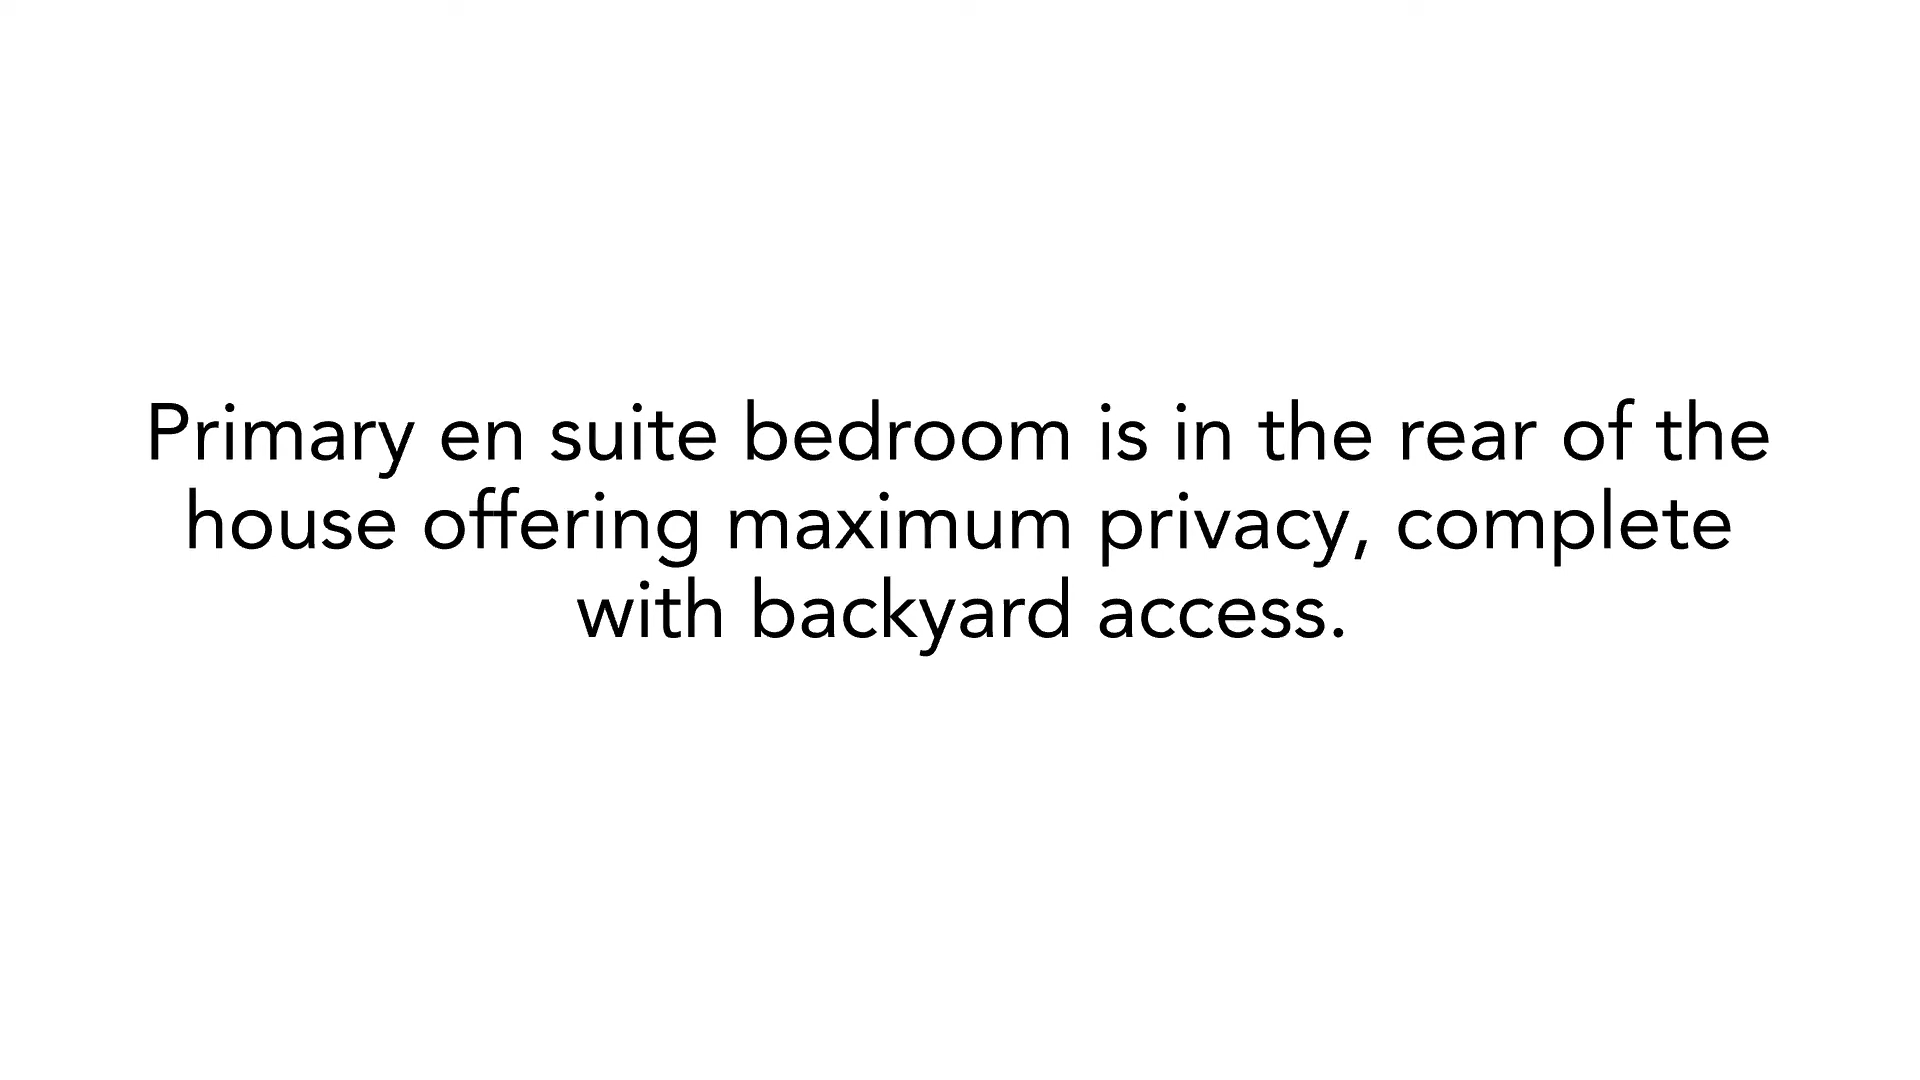 Primary en suite bedroom is in the rear of the
house offering maximum privacy, complete
with backyard access.